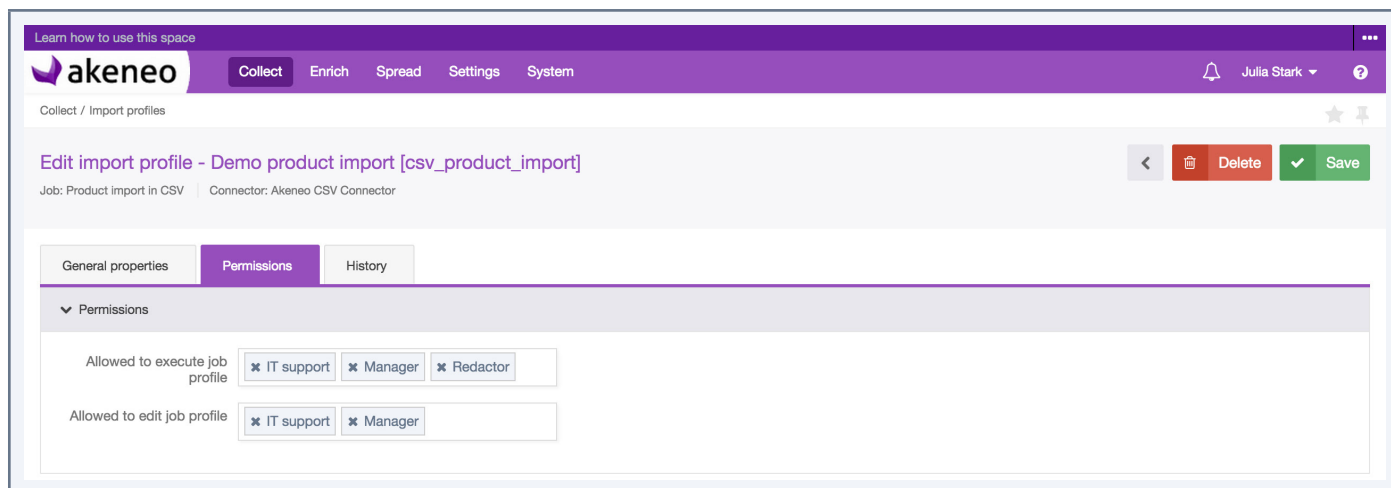 Learn how to use this space
akeneo Collect Enrich Spread Settings System Julia Stark
Collect / Import profiles
Edit import profile - Demo product import [csv_product_import]
Delete Save
Job: Product import in CSV Connector: Akeneo CSV Connector
General properties Permissions History
Permissions
Allowed to execute job
profile
IT support Manager Redactor
Allowed to edit job profile IT support Manager